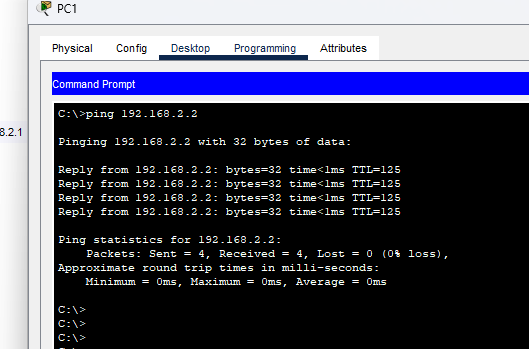 PC1
Physical Config Desktop Programming Attributes
Command Prompt
8.2.1
C:\>ping 192.168.2.2
Pinging 192.168.2.2 with 32 bytes of data:
Reply from 192.168.2.2: bytes=32 time<1ms TTL=125
Reply from 192.168.2.2: bytes=32 time<1ms TTL=125
Reply from 192.168.2.2: bytes=32 time<1ms TTL=125
Reply from 192.168.2.2: bytes=32 time<1ms TTL=125
Ping statistics for 192.168.2.2:
Packets: Sent = 4, Received = 4, Lost = 0 (0% loss),
Approximate round trip times in milli-seconds:
Minimum = 0ms, Maximum = 0ms, Average = 0ms
C:\>
C:\>
C:\>